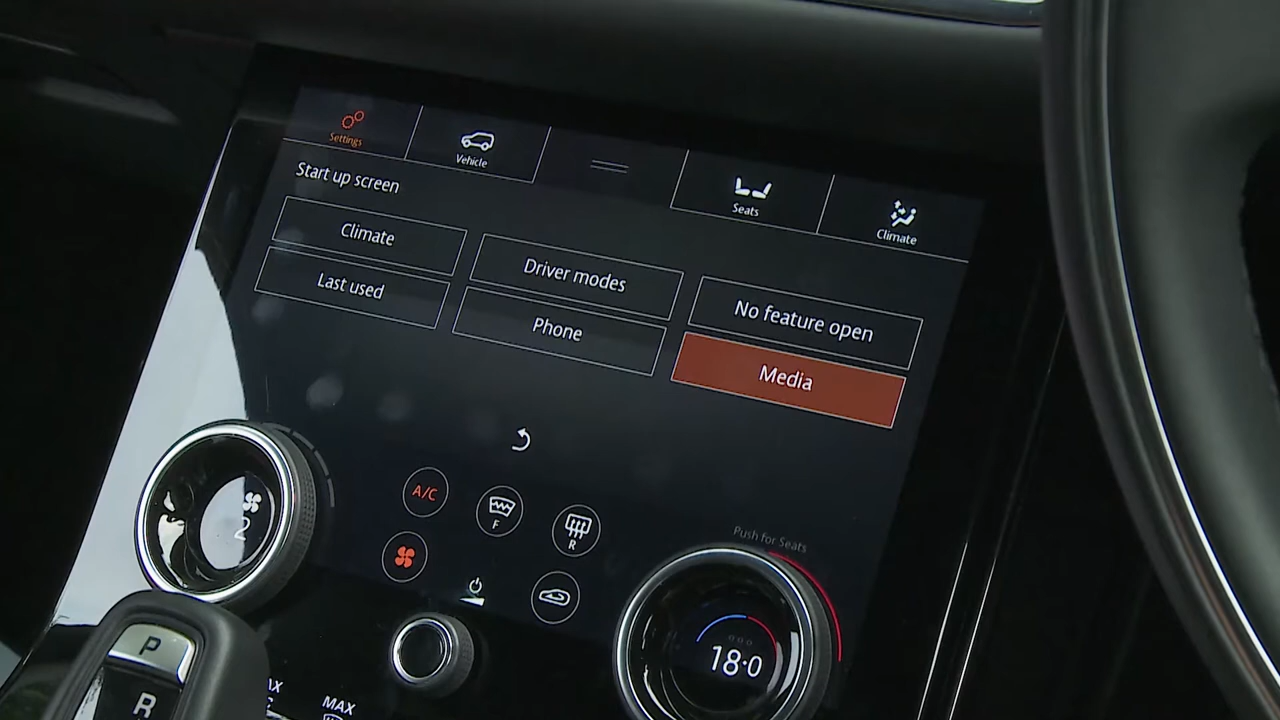 Settings
Vehicle
Seats
Climate
Start up screen
Climate
Driver modes
No feature open
Last used
Phone
Media
A/C
F
R
Push for Seats
2
18·0
P
R
MAX